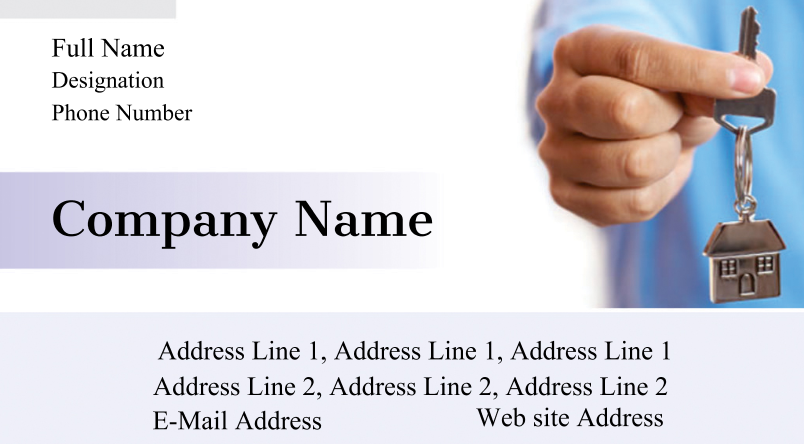 Full Name
Designation
Phone Number
Company Name
Address Line 1, Address Line 1, Address Line 1
Address Line 2, Address Line 2, Address Line 2
E-Mail Address Web site Address